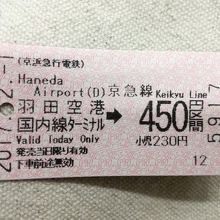 (京浜急行電鉄)
Haneda
Airport(D) 京急線
Keikyu Line
羽田空港 ➡ 450円区間
国内線ターミナル
Valid Today Only 小児230円
発売当日限り有効
下車前途無効